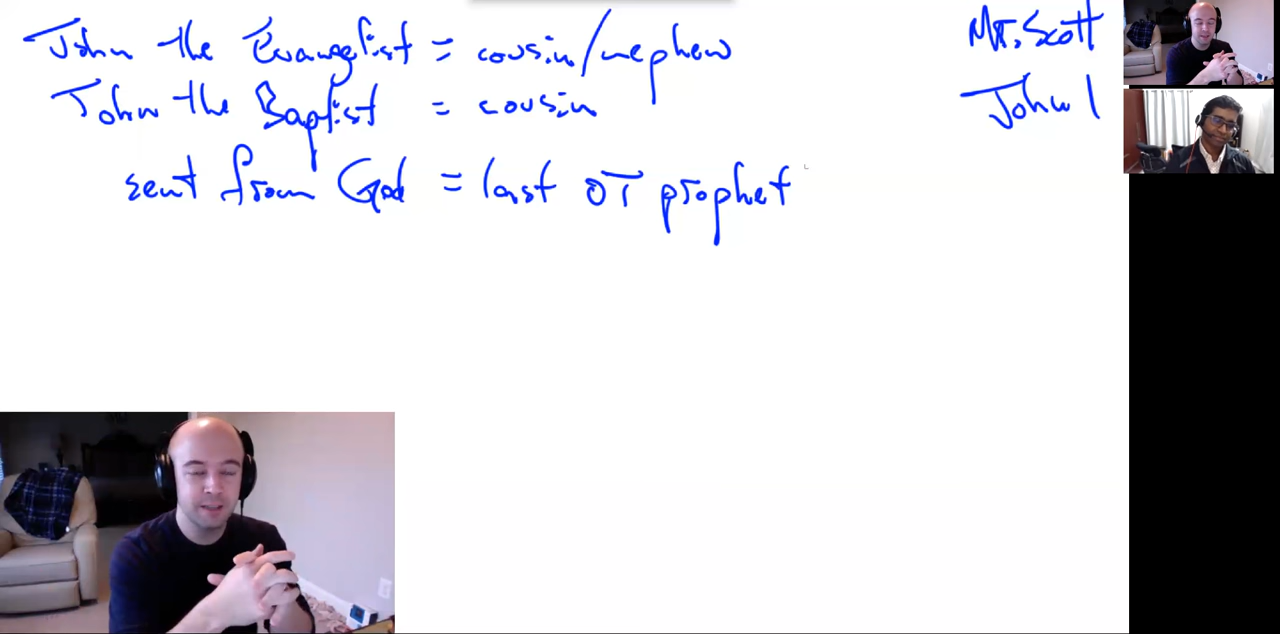 John the Evangelist = cousin/nephew
John the Baptist = cousin
sent from God = last OT prophet
Mr. Scott
John 1